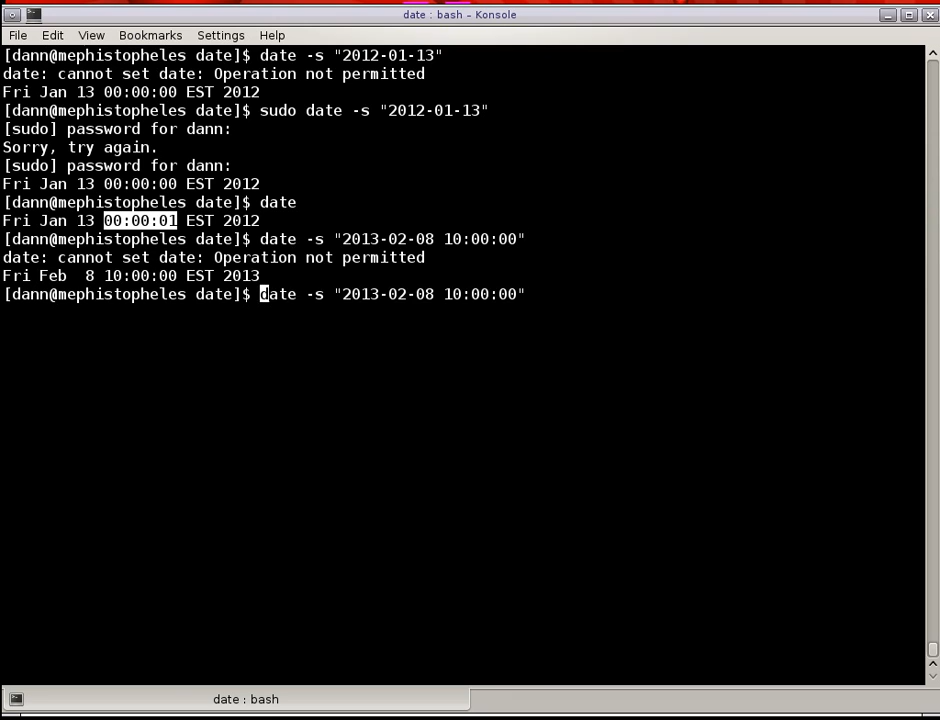 date : bash – Konsole
File Edit View Bookmarks Settings Help
[dann@mephistopheles date]$ date -s "2012-01-13"
date: cannot set date: Operation not permitted
Fri Jan 13 00:00:00 EST 2012
[dann@mephistopheles date]$ sudo date -s "2012-01-13"
[sudo] password for dann:
Sorry, try again.
[sudo] password for dann:
Fri Jan 13 00:00:00 EST 2012
[dann@mephistopheles date]$ date
Fri Jan 13 00:00:01 EST 2012
[dann@mephistopheles date]$ date -s "2013-02-08 10:00:00"
date: cannot set date: Operation not permitted
Fri Feb  8 10:00:00 EST 2013
[dann@mephistopheles date]$ date -s "2013-02-08 10:00:00"
date : bash